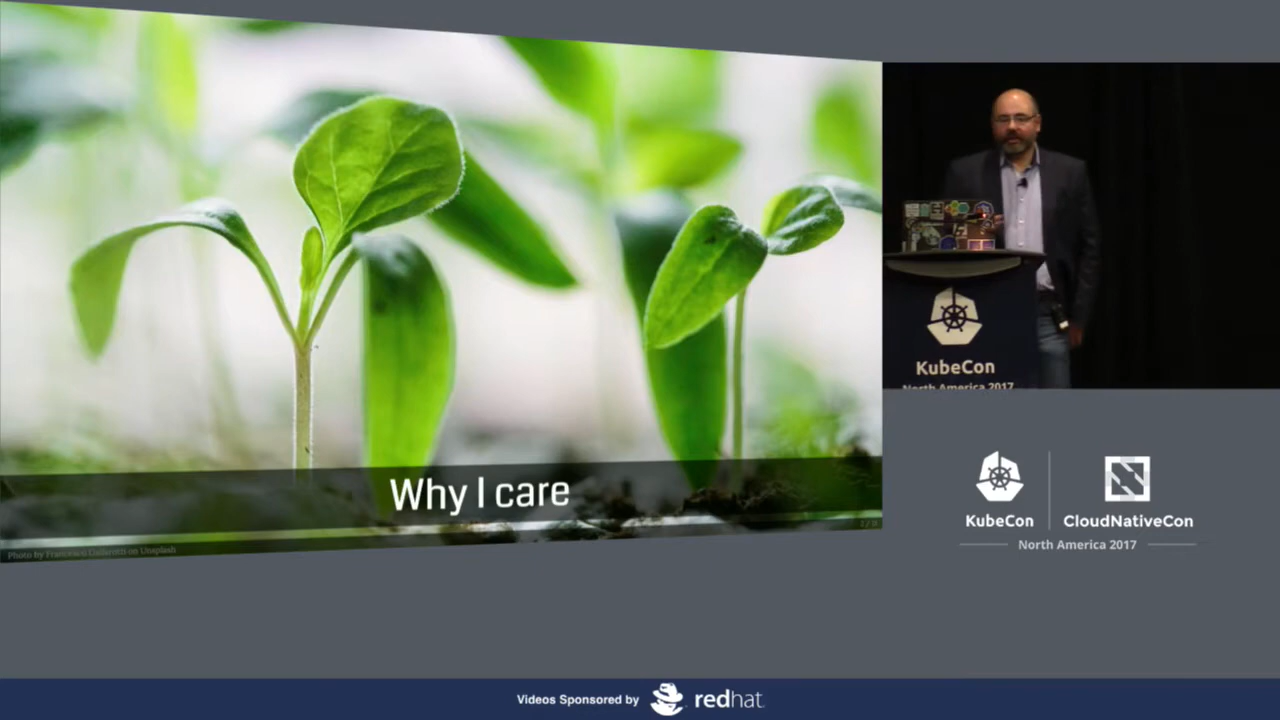 Why I care
Photo by Francesco Gallarotti on Unsplash
KubeCon
North America 2017
KubeCon
CloudNativeCon
North America 2017
Videos Sponsored by
redhat